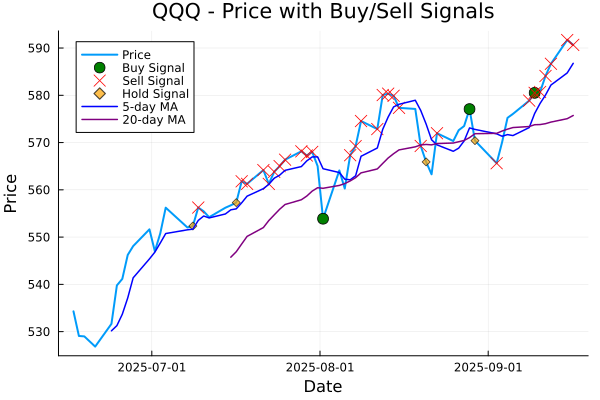 QQQ - Price with Buy/Sell Signals
Price
Buy Signal
Sell Signal
Hold Signal
5-day MA
20-day MA
590
580
570
560
550
540
530
Price
2025-07-01
2025-08-01
2025-09-01
Date